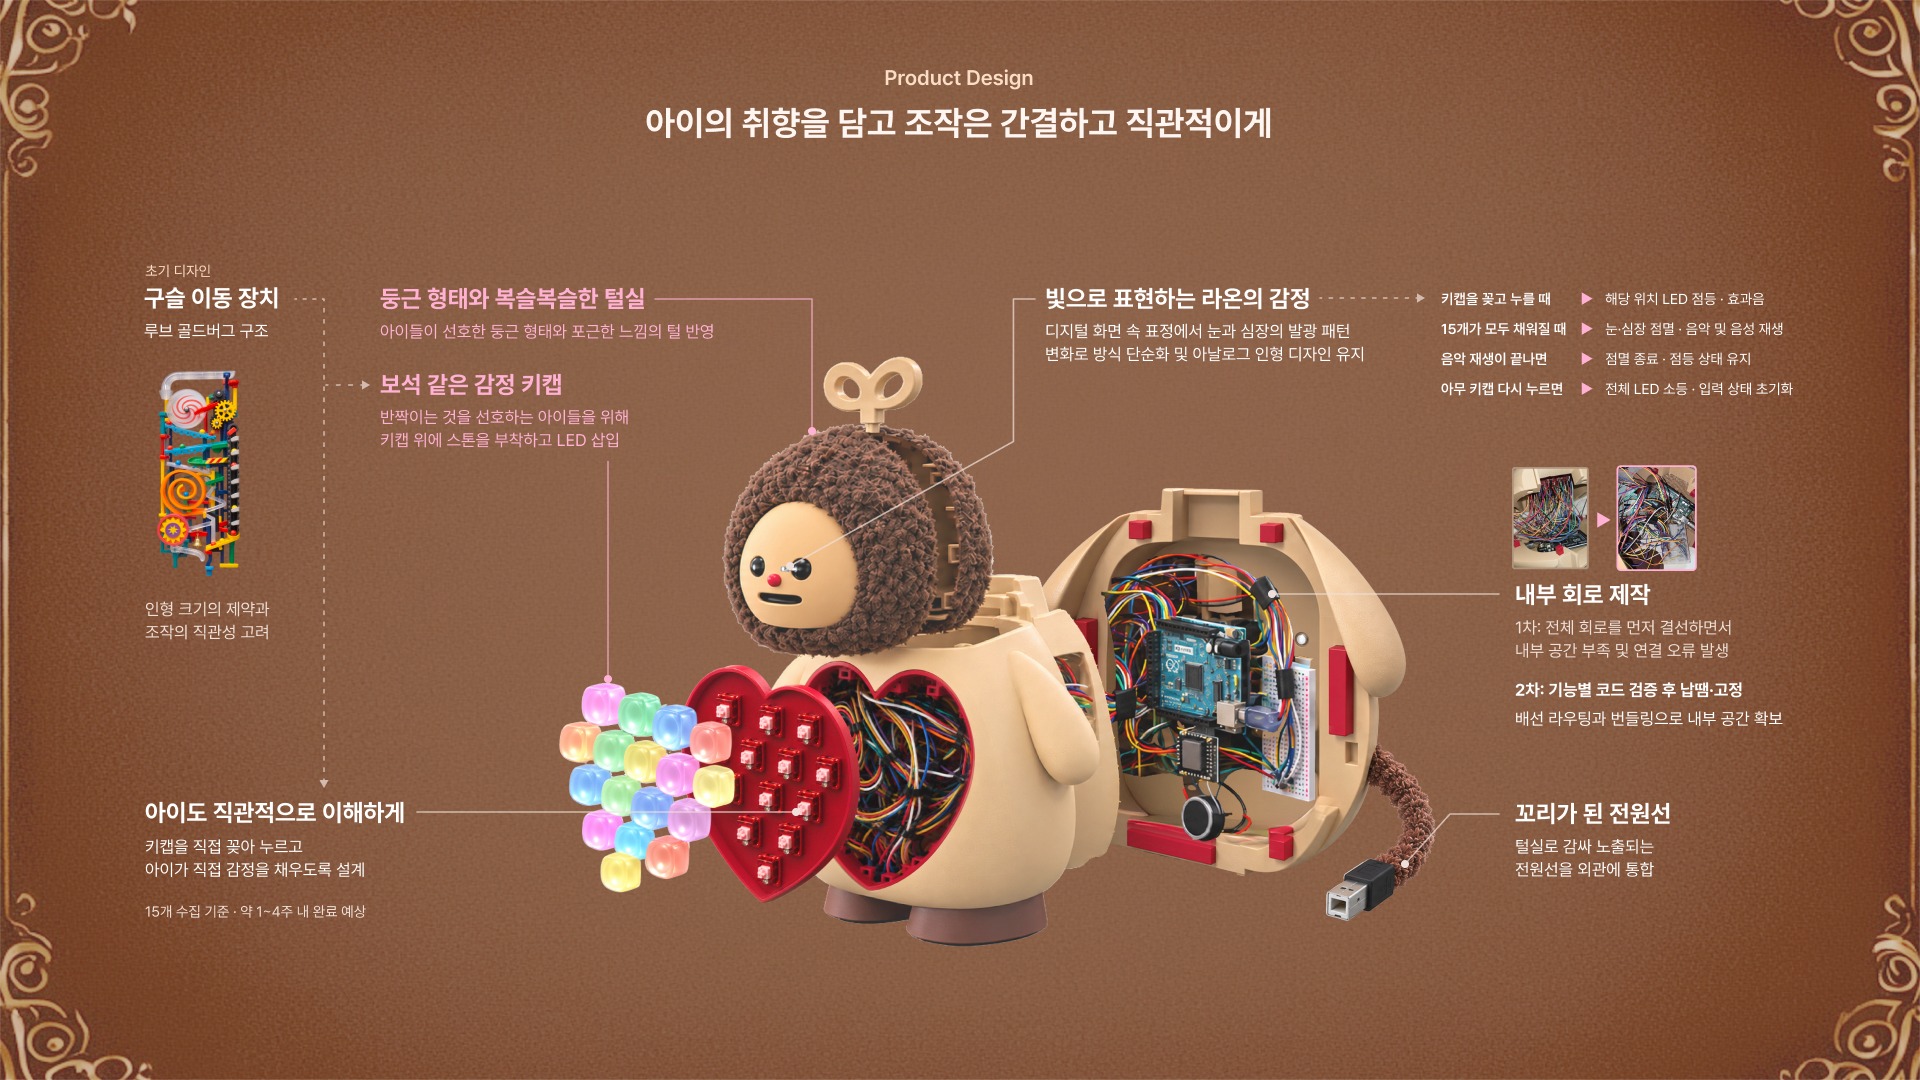 Product Design
아이의 취향을 담고 조작은 간결하고 직관적이게
초기 디자인
구슬 이동 장치
루브 골드버그 구조
인형 크기의 제약과
조작의 직관성 고려
둥근 형태와 복슬복슬한 털실
아이들이 선호한 둥근 형태와 포근한 느낌의 털 반영
보석 같은 감정 키캡
반짝이는 것을 선호하는 아이들을 위해
키캡 위에 스톤을 부착하고 LED 삽입
아이도 직관적으로 이해하게
키캡을 직접 꽂아 누르고
아이가 직접 감정을 채우도록 설계
15개 수집 기준 · 약 1~4주 내 완료 예상
빛으로 표현하는 라온의 감정
디지털 화면 속 표정에서 눈과 심장의 발광 패턴
변화로 방식 단순화 및 아날로그 인형 디자인 유지
키캡을 꽂고 누를 때 ▶ 해당 위치 LED 점등 · 효과음
15개가 모두 채워질 때 ▶ 눈·심장 점멸 · 음악 및 음성 재생
음악 재생이 끝나면 ▶ 점멸 종료 · 점등 상태 유지
아무 키캡 다시 누르면 ▶ 전체 LED 소등 · 입력 상태 초기화
내부 회로 제작
1차: 전체 회로를 먼저 결선하면서
내부 공간 부족 및 연결 오류 발생
2차: 기능별 코드 검증 후 납땜·고정
배선 라우팅과 번들링으로 내부 공간 확보
꼬리가 된 전원선
털실로 감싸 노출되는
전원선을 외관에 통합